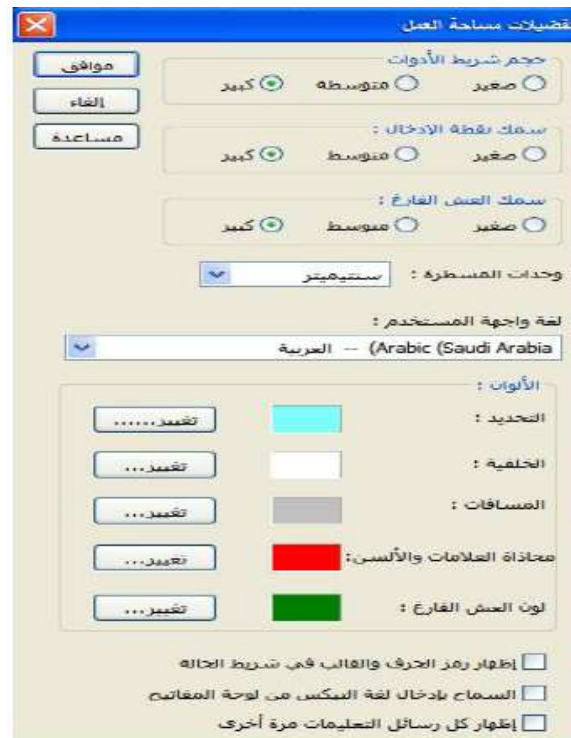 تفضيلات مساحة العمل
حجم شريط الأدوات
صغير متوسطة كبير
موافق
إلغاء
مساعدة
سمك نقطة الإدخال :
صغير متوسط كبير
سمك العش الفارغ :
صغير متوسط كبير
وحدات المسطرة : سنتيميتر
لغة واجهة المستخدم :
العربية -- (Arabic (Saudi Arabia
الألوان :
التحديد : تغيير......
الخلفية : تغيير...
المسافات : تغيير...
محاذاة العلامات والألسن: تغيير...
لون العش الفارغ : تغيير...
إظهار رمز الحرف والقالب في شريط الحالة
السماح بإدخال لغة التيكس من لوحة المفاتيح
إظهار كل رسائل التعليمات مرة أخرى